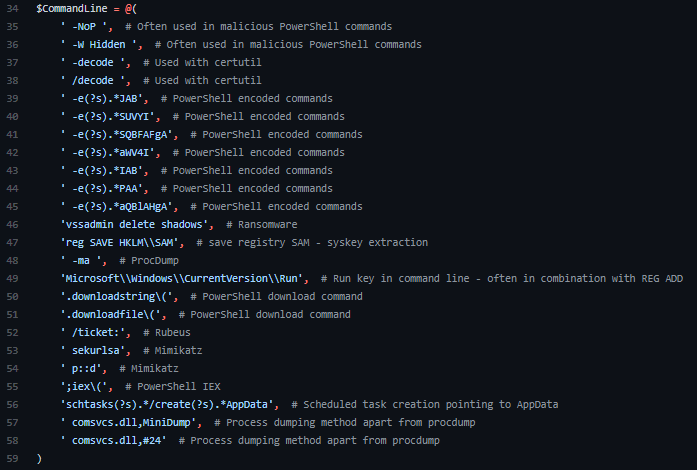 34 $CommandLine = @(
35 ' -NoP ', # Often used in malicious PowerShell commands
36 ' -W Hidden ', # Often used in malicious PowerShell commands
37 ' -decode ', # Used with certutil
38 ' /decode ', # Used with certutil
39 ' -e(?s).*JAB', # PowerShell encoded commands
40 ' -e(?s).*SUVYI', # PowerShell encoded commands
41 ' -e(?s).*SQBFAFgA', # PowerShell encoded commands
42 ' -e(?s).*aWV4I', # PowerShell encoded commands
43 ' -e(?s).*IAB', # PowerShell encoded commands
44 ' -e(?s).*PAA', # PowerShell encoded commands
45 ' -e(?s).*aQBlAHgA', # PowerShell encoded commands
46 'vssadmin delete shadows', # Ransomware
47 'reg SAVE HKLM\\SAM', # save registry SAM - syskey extraction
48 ' -ma ', # ProcDump
49 'Microsoft\\Windows\\CurrentVersion\\Run', # Run key in command line - often in combination with REG ADD
50 '.downloadstring\(', # PowerShell download command
51 '.downloadfile\(', # PowerShell download command
52 ' /ticket:', # Rubeus
53 ' sekurlsa', # Mimikatz
54 ' p::d', # Mimikatz
55 ';iex\(', # PowerShell IEX
56 'schtasks(?s).*/create(?s).*AppData', # Scheduled task creation pointing to AppData
57 ' comsvcs.dll,MiniDump', # Process dumping method apart from procdump
58 ' comsvcs.dll,#24' # Process dumping method apart from procdump
59 )